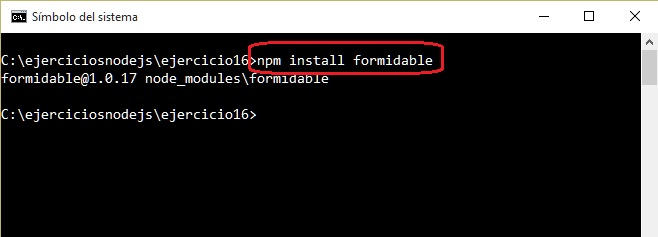 Símbolo del sistema
C:\ejerciciosnodejs\ejercicio16>npm install formidable
formidable@1.0.17 node_modules\formidable
C:\ejerciciosnodejs\ejercicio16>